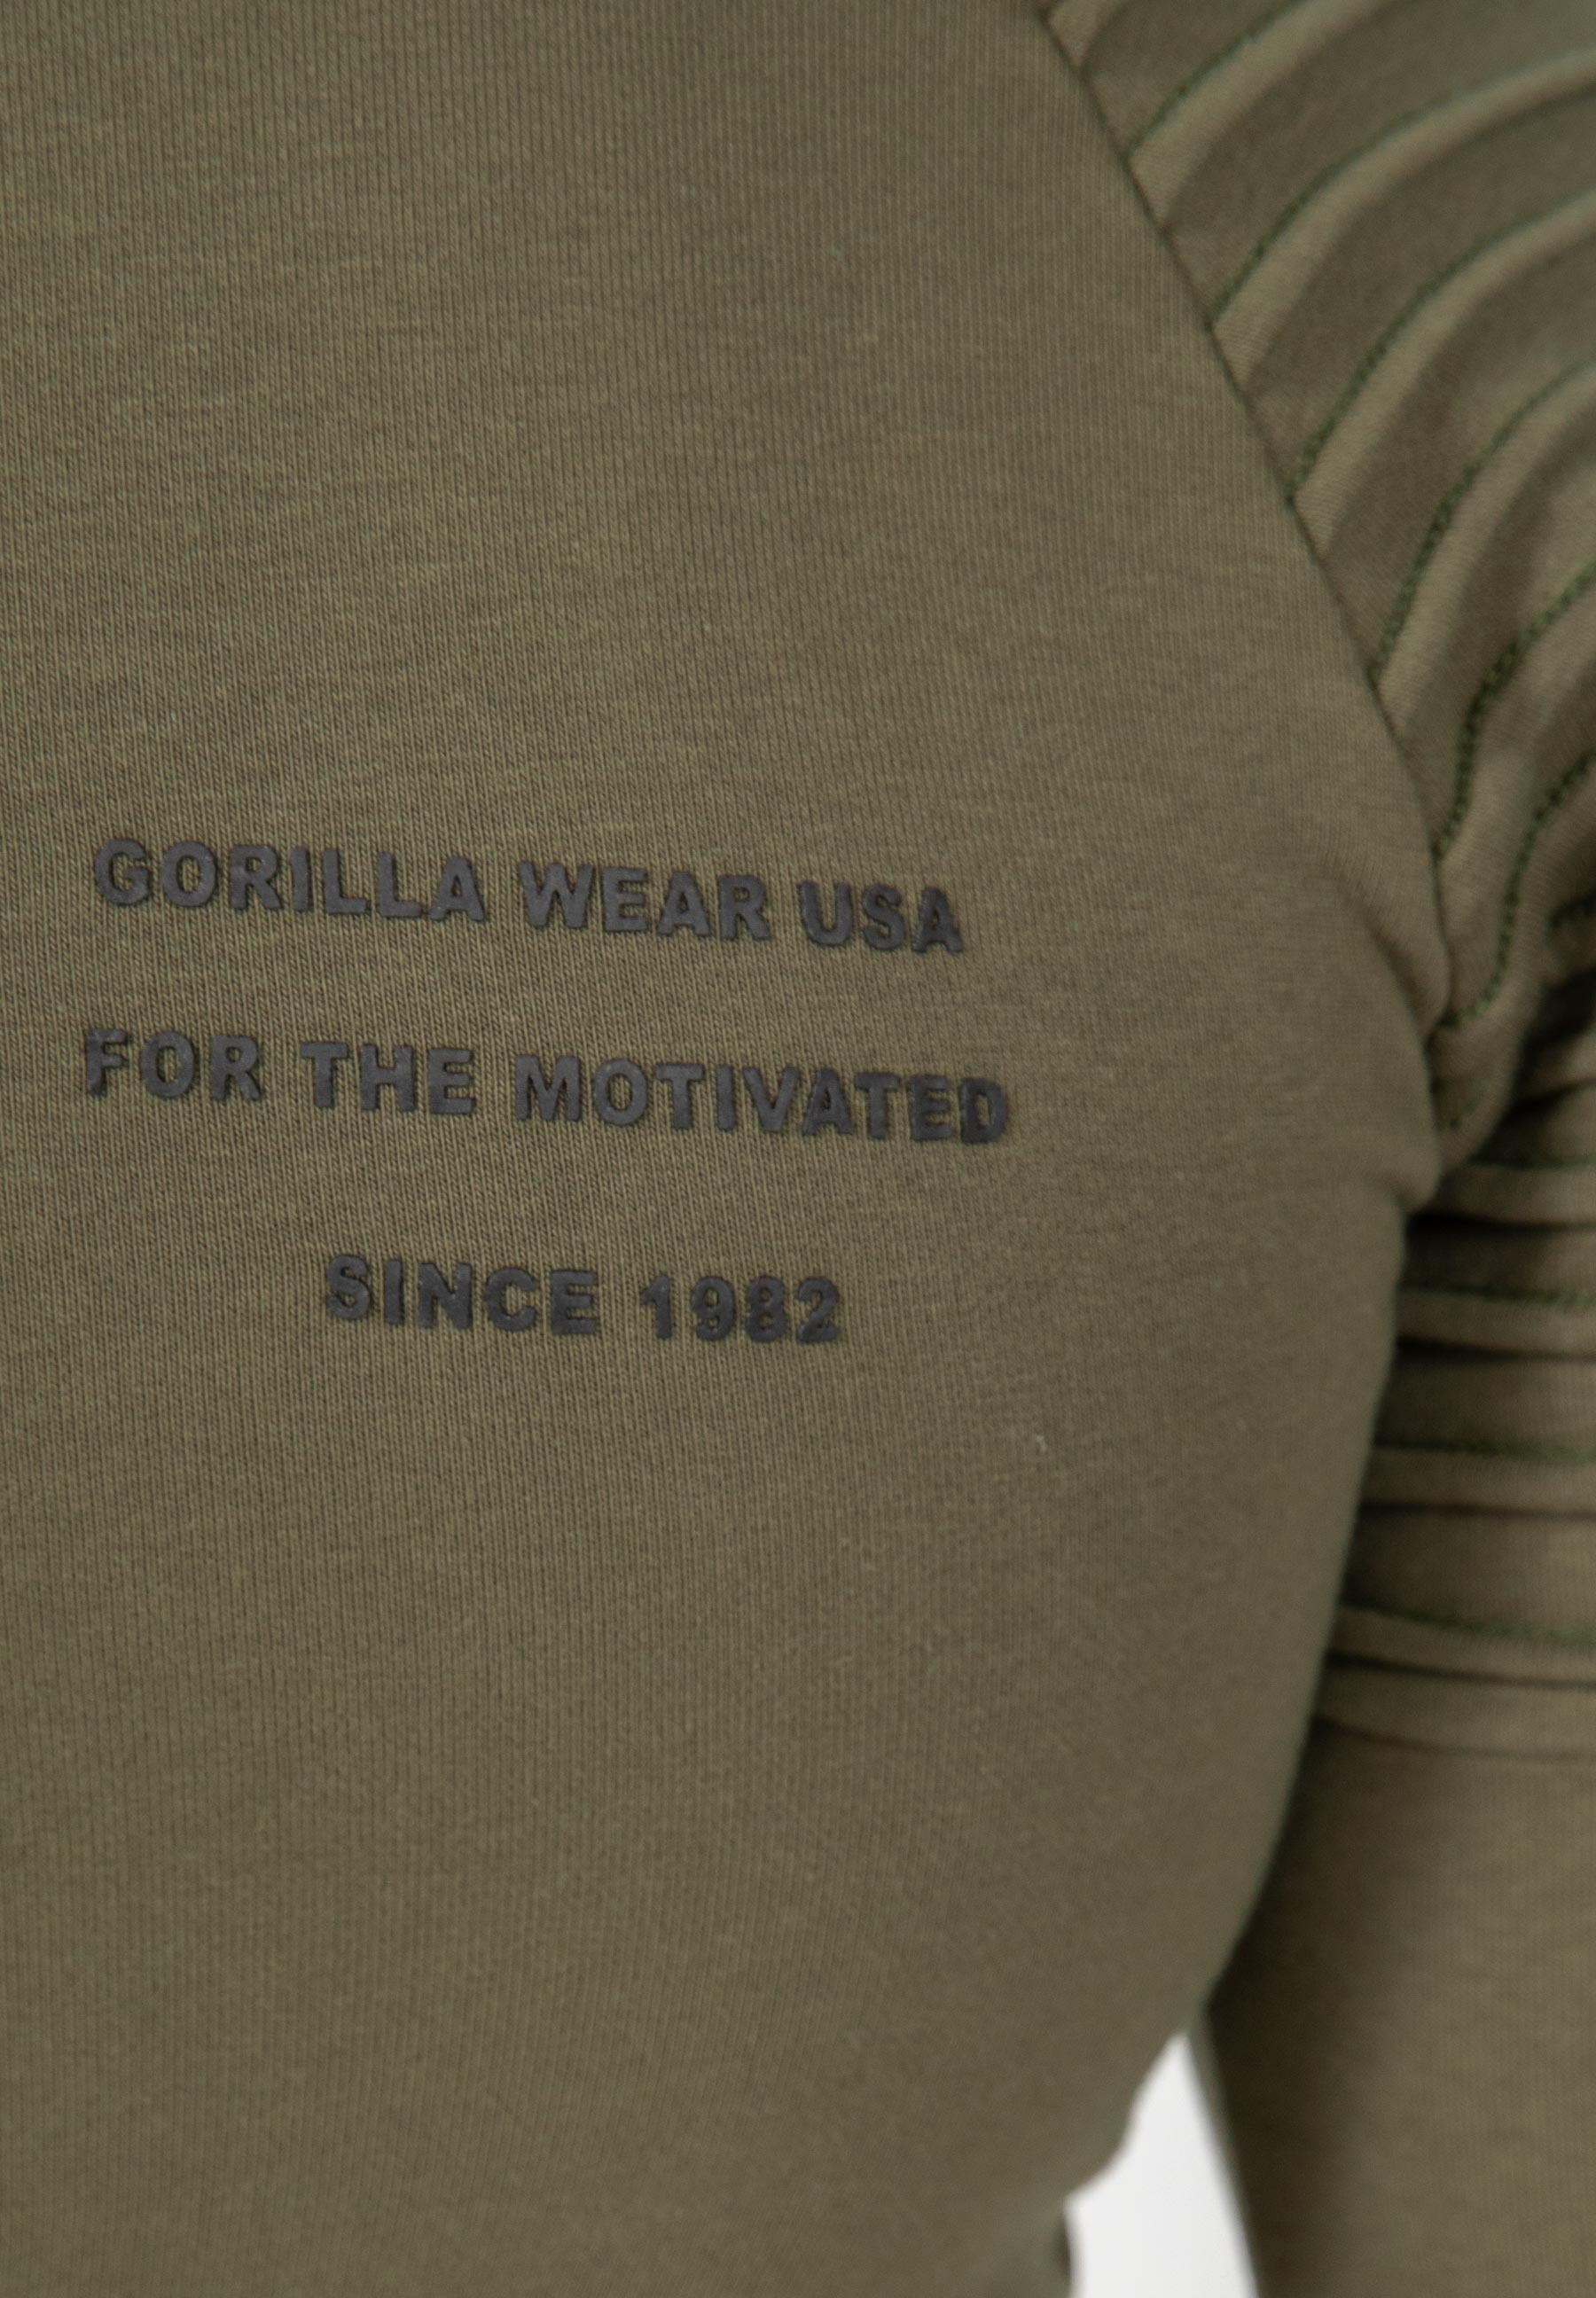 GORILLA WEAR USA
FOR THE MOTIVATED
SINCE 1982